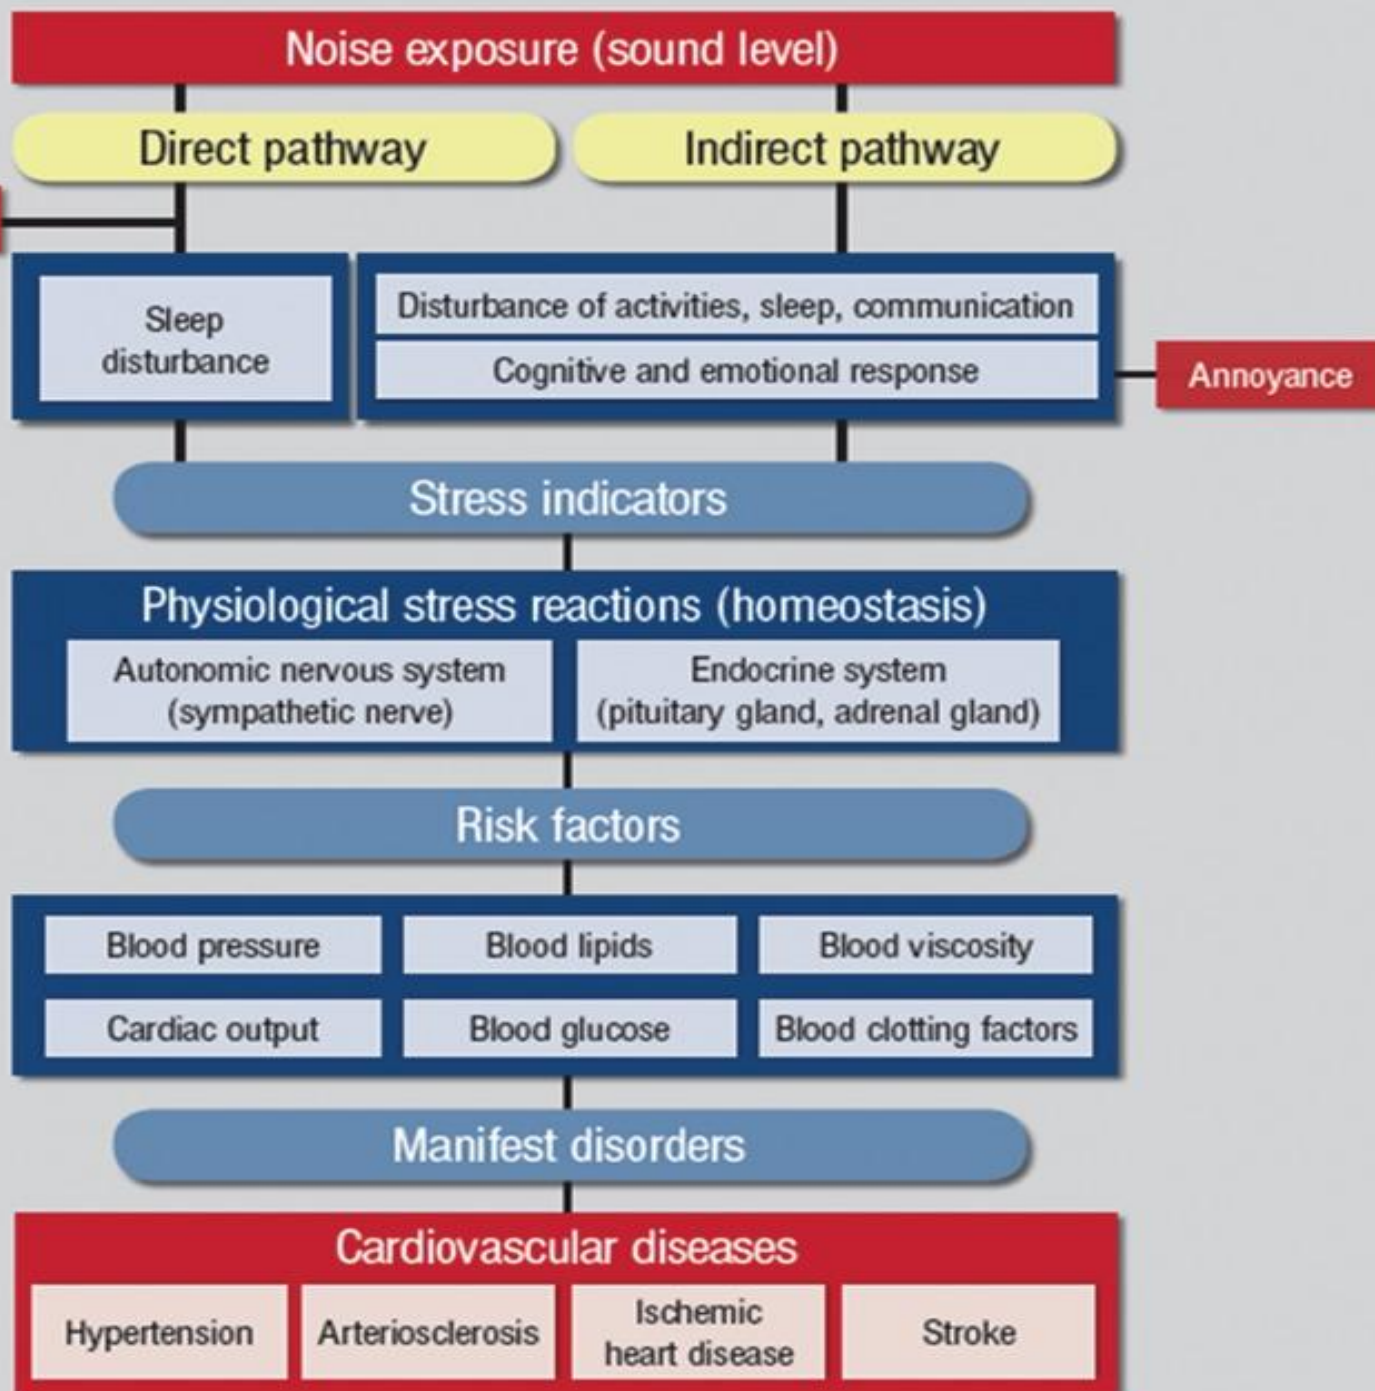 Noise exposure (sound level)
Direct pathway
Indirect pathway
Sleep
disturbance
Disturbance of activities, sleep, communication
Cognitive and emotional response
Annoyance
Stress indicators
Physiological stress reactions (homeostasis)
Autonomic nervous system
(sympathetic nerve)
Endocrine system
(pituitary gland, adrenal gland)
Risk factors
Blood pressure
Blood lipids
Blood viscosity
Cardiac output
Blood glucose
Blood clotting factors
Manifest disorders
Cardiovascular diseases
Hypertension
Arteriosclerosis
Ischemic
heart disease
Stroke